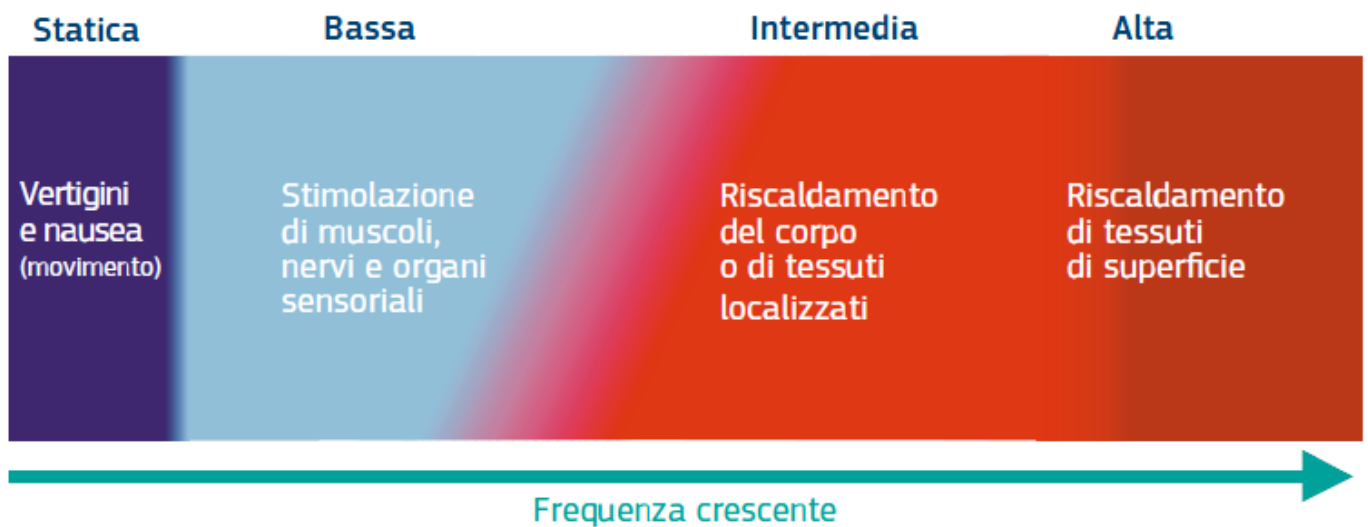 Statica
Bassa
Intermedia
Alta
Vertigini
e nausea
(movimento)
Stimolazione
di muscoli,
nervi e organi
sensoriali
Riscaldamento
del corpo
o di tessuti
localizzati
Riscaldamento
di tessuti
di superficie
Frequenza crescente